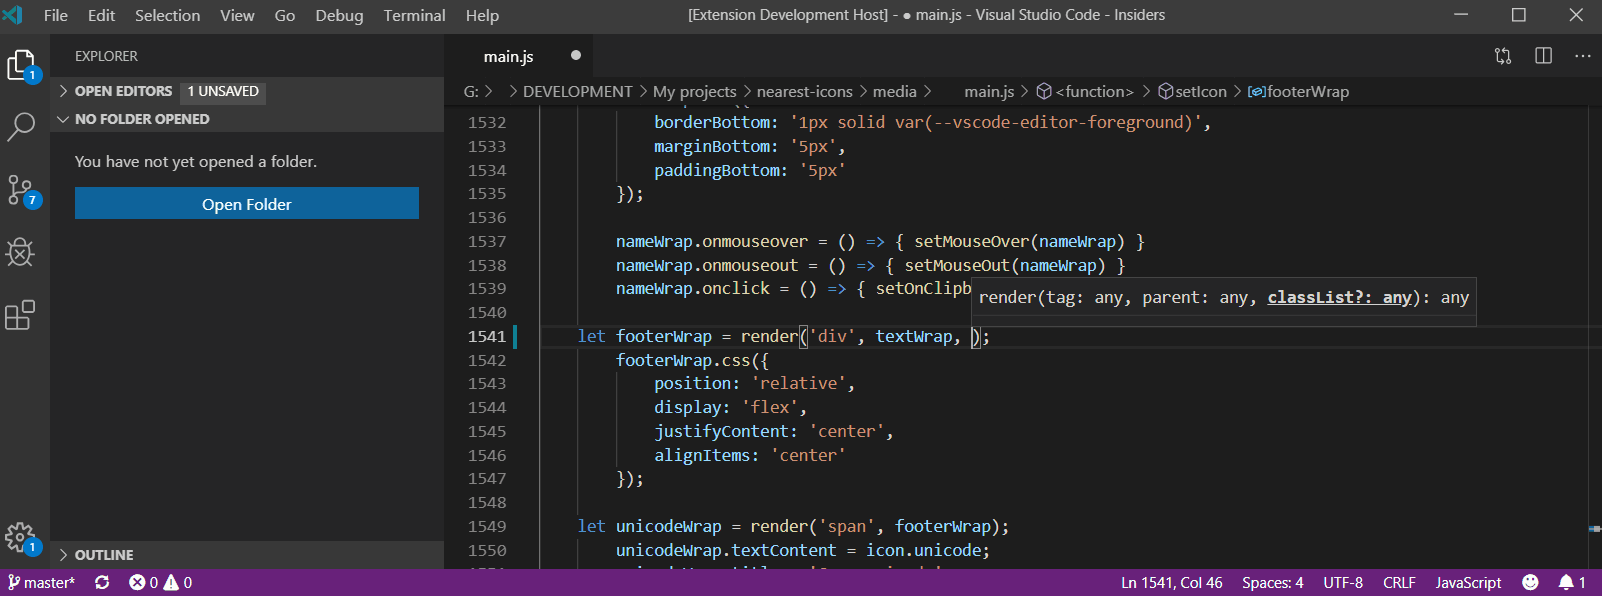 File Edit Selection View Go Debug Terminal Help [Extension Development Host] - ● main.js - Visual Studio Code - Insiders
EXPLORER
main.js ●
OPEN EDITORS 1 UNSAVED
G: > > DEVELOPMENT > My projects > nearest-icons > media > main.js > <function> > setIcon > footerWrap
NO FOLDER OPENED
You have not yet opened a folder.
Open Folder
1
7
1
OUTLINE
1532 borderBottom: '1px solid var(--vscode-editor-foreground)',
1533 marginBottom: '5px',
1534 paddingBottom: '5px'
1535 });
1536
1537 nameWrap.onmouseover = () => { setMouseOver(nameWrap) }
1538 nameWrap.onmouseout = () => { setMouseOut(nameWrap) }
1539 nameWrap.onclick = () => { setOnClipb
render(tag: any, parent: any, classList?: any): any
1540
1541 let footerWrap = render('div', textWrap, );
1542 footerWrap.css({
1543 position: 'relative',
1544 display: 'flex',
1545 justifyContent: 'center',
1546 alignItems: 'center'
1547 });
1548
1549 let unicodeWrap = render('span', footerWrap);
1550 unicodeWrap.textContent = icon.unicode;
master* 0 0 Ln 1541, Col 46 Spaces: 4 UTF-8 CRLF JavaScript 1